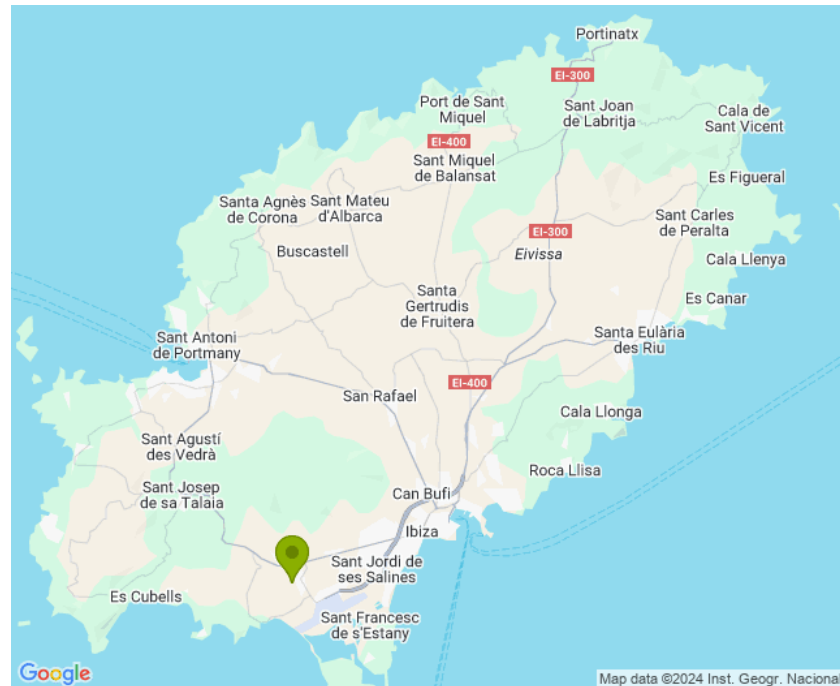 Portinatx
EI-300
Port de Sant
Miquel
Sant Joan
de Labritja
Cala de
Sant Vicent
EI-400
Sant Miquel
de Balansat
Es Figueral
Santa Agnès
de Corona
Sant Mateu
d'Albarca
Sant Carles
de Peralta
EI-300
Buscastell
Eivissa
Cala Llenya
Santa
Gertrudis
de Fruitera
Es Canar
Sant Antoni
de Portmany
Santa Eulària
des Riu
EI-400
San Rafael
Cala Llonga
Sant Agustí
des Vedrà
Roca Llisa
Sant Josep
de sa Talaia
Can Bufi
Ibiza
Sant Jordi de
ses Salines
Es Cubells
Sant Francesc
de s'Estany
Google
Map data ©2024 Inst. Geogr. Nacional